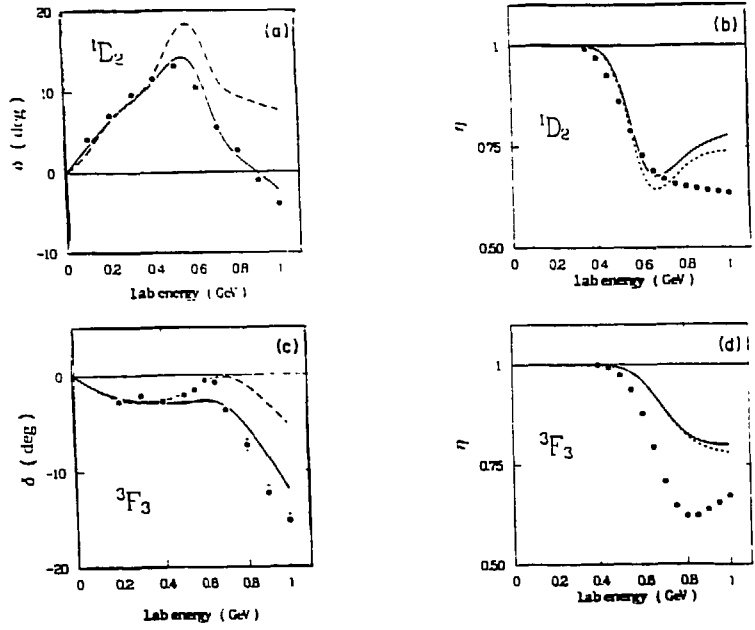 (a)
¹D₂
20
10
0
-10
δ (deg)
0 0.2 0.4 0.6 0.8 1
Lab energy (GeV)
(b)
¹D₂
1
0.75
0.50
η
0 0.2 0.4 0.6 0.8 1
Lab energy (GeV)
(c)
³F₃
0
-10
-20
δ (deg)
0 0.2 0.4 0.6 0.8 1
Lab energy (GeV)
(d)
³F₃
1
0.75
0.50
η
0 0.2 0.4 0.6 0.8 1
Lab energy (GeV)